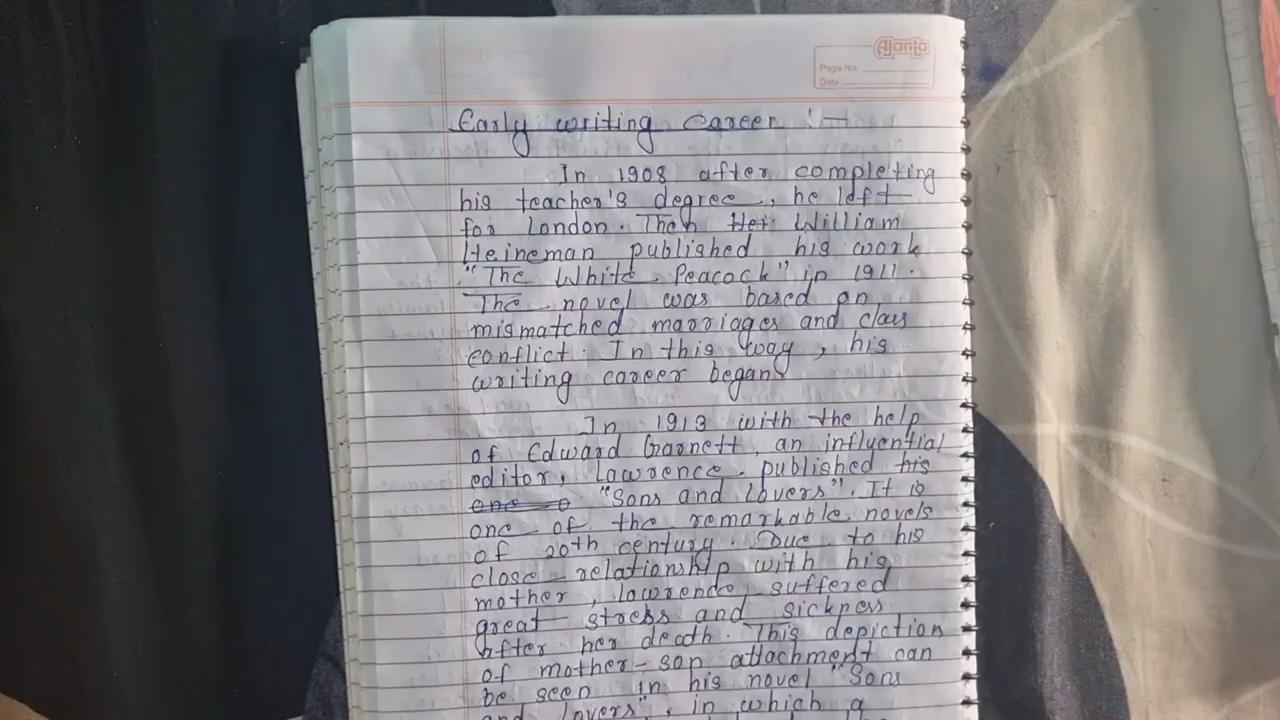 Ajanta
Page No.
Date
Early writing Career :-
In 1908 after completing
his teacher's degree, he left
for London. Then Her William
Heineman published his work
"The White Peacock" in 1911.
The novel was based on
mismatched marriages and class
conflict. In this way, his
writing career began
In 1913 with the help
of Edward Garnett, an influential
editor, Lawrence published his
one "Sons and Lovers". It is
one of the remarkable novels
of 20th century. Due to his
close relationship with his
mother, lawrence suffered
great stress and sickness
after her death. This depiction
of mother-son attachment can
be seen in his novel "Sons
and lovers", in which a